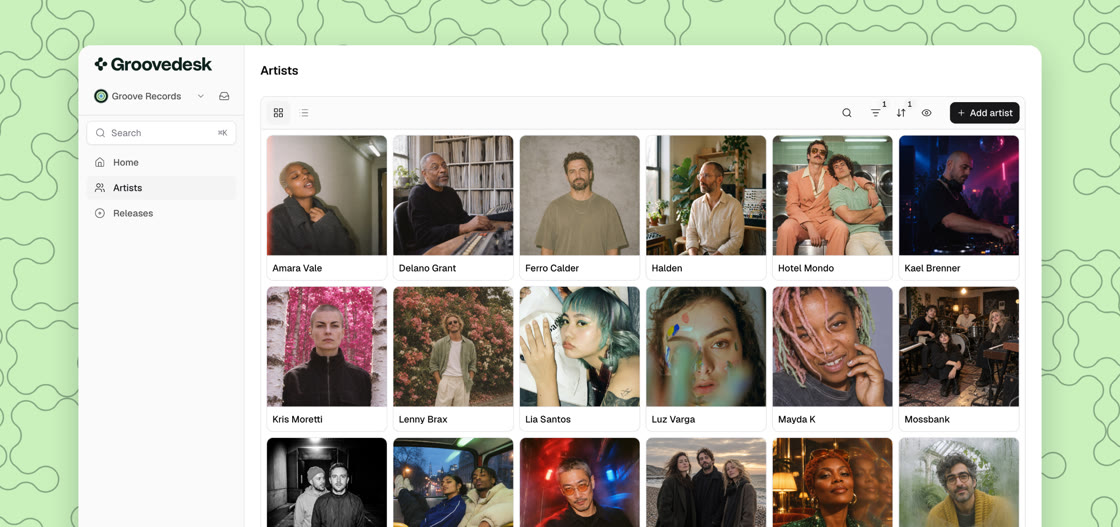 Groovedesk
Groove Records
Search
⌘K
Home
Artists
Releases
Artists
1
1
+ Add artist
Amara Vale
Delano Grant
Ferro Calder
Halden
Hotel Mondo
Kael Brenner
Kris Moretti
Lenny Brax
Lia Santos
Luz Varga
Mayda K
Mossbank